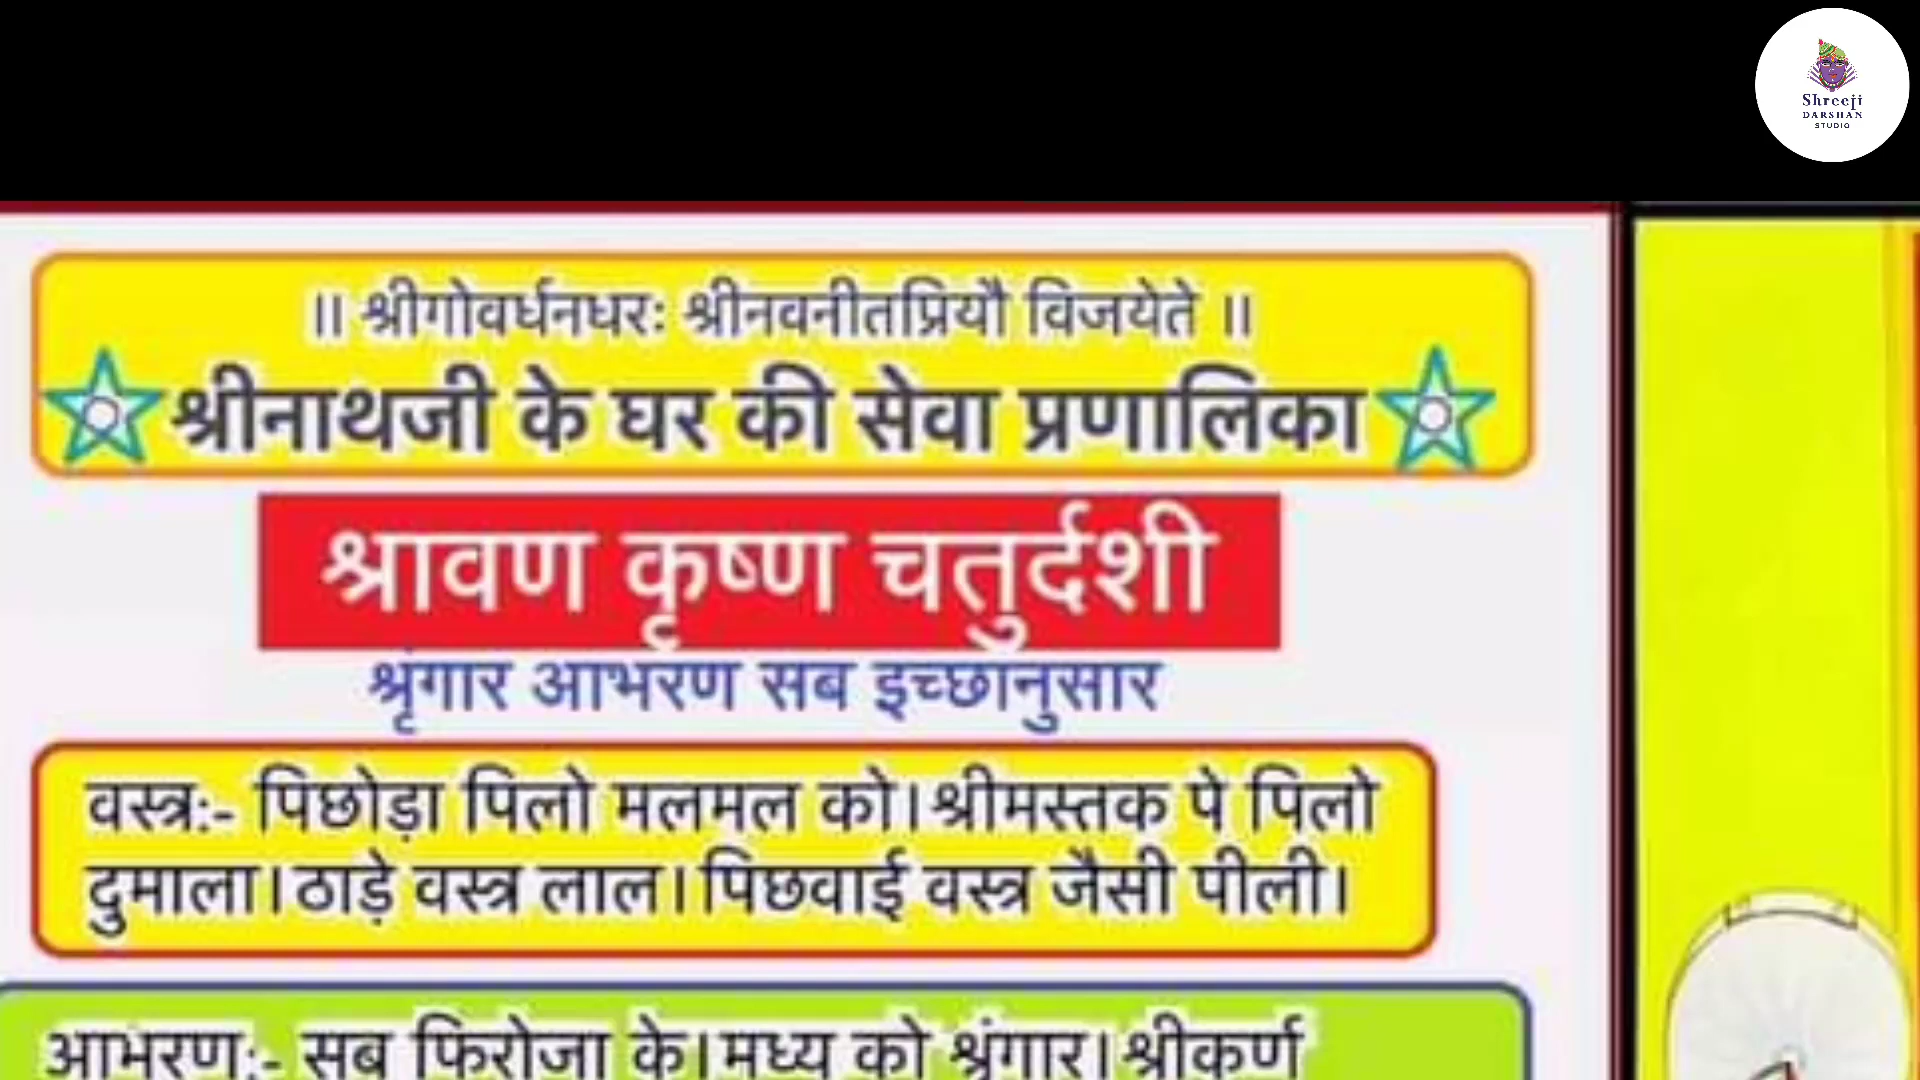 Shreeji
DARSHAN
STUDIO
॥ श्रीगोवर्धनधरः श्रीनवनीतप्रियौ विजयेते ॥
श्रीनाथजी के घर की सेवा प्रणालिका
श्रावण कृष्ण चतुर्दशी
श्रृंगार आभरण सब इच्छानुसार
वस्त्र:- पिछोड़ा पिलो मलमल को।श्रीमस्तक पे पिलो
दुमाला।ठाड़े वस्त्र लाल।पिछवाई वस्त्र जैसी पीली।
आभरण:- सब फिरोजा के।मध्य को श्रृंगार।श्रीकर्ण